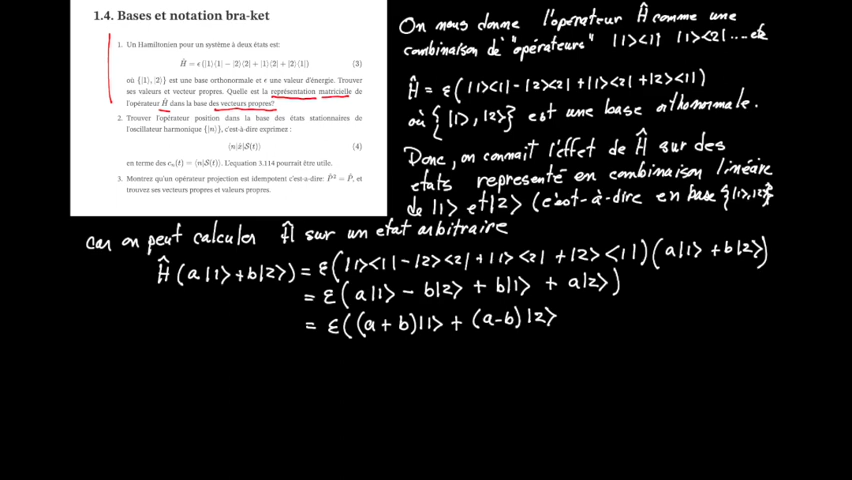 1.4. Bases et notation bra-ket
1. Un Hamiltonien pour un système à deux états est:
Ĥ = ϵ(|1⟩⟨1| − |2⟩⟨2| + |1⟩⟨2| + |2⟩⟨1|) (3)
où {|1⟩, |2⟩} est une base orthonormale et ϵ une valeur d'énergie. Trouver
ses valeurs et vecteur propres. Quelle est la représentation matricielle de
l'opérateur Ĥ dans la base des vecteurs propres?
2. Trouver l'opérateur position dans la base des états stationnaires de
l'oscillateur harmonique {|n⟩}, c'est-à-dire exprimez :
⟨n|x̂|S(t)⟩ (4)
en terme des cₙ(t) = ⟨n|S(t)⟩. L'equation 3.114 pourrait être utile.
3. Montrez qu'un opérateur projection est idempotent c'est-a-dire: P̂² = P̂, et
trouvez ses vecteurs propres et valeurs propres.
On nous donne l'opérateur Ĥ comme une
combinaison de "opérateurs" |1><1| |1><2| .... etc
Ĥ = ε(|1><1| - |2><2| + |1><2| + |2><1|)
où {|1>, |2>} est une base orthonormale.
Donc, on connait l'effet de Ĥ sur des
etats representé en combinaison linéaire
de |1> et |2> (c'est-à-dire en base {|1>,|2>}
car on peut calculer Ĥ sur un etat arbitraire
Ĥ(a|1>+b|2>) = ε(|1><1| - |2><2| + |1><2| + |2><1|)(a|1> + b|2>)
= ε(a|1> - b|2> + b|1> + a|2>)
= ε((a+b)|1> + (a-b)|2>